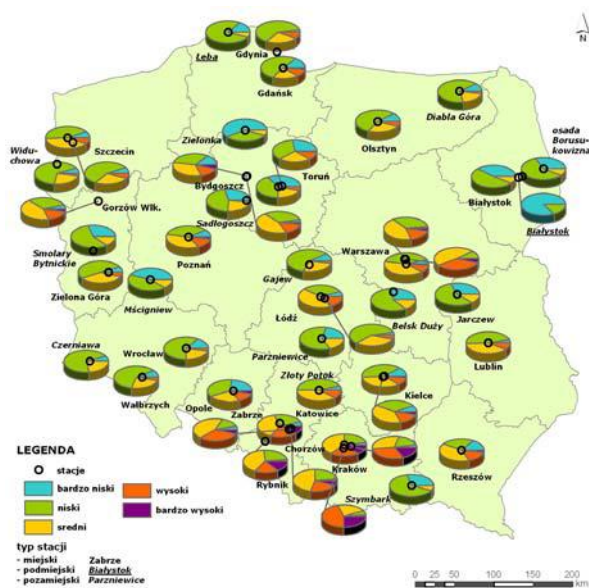 N
Łeba
Gdynia
Gdańsk
Diabla Góra
osada
Borusu-
kowizna
Zielonka
Olsztyn
Widu-
chowa
Szczecin
Toruń
Bydgoszcz
Białystok
Sadłogoszcz
Gorzów Wlk.
Białystok
Smolary
Bytnickie
Poznań
Warszawa
Gajew
Zielona Góra
Mścigniew
Łódź
Belsk Duży
Jarczew
Czerniawa
Wrocław
Parzniewice
Lublin
Złoty Potok
Wałbrzych
Opole
Zabrze
Katowice
Kielce
Chorzów
Kraków
Rybnik
Rzeszów
Szymbark
LEGENDA
stacje
bardzo niski
wysoki
niski
bardzo wysoki
sredni
typ stacji
- miejski Zabrze
- podmiejski Białystok
- pozamiejski Parzniewice
0 25 50 100 150 200
km